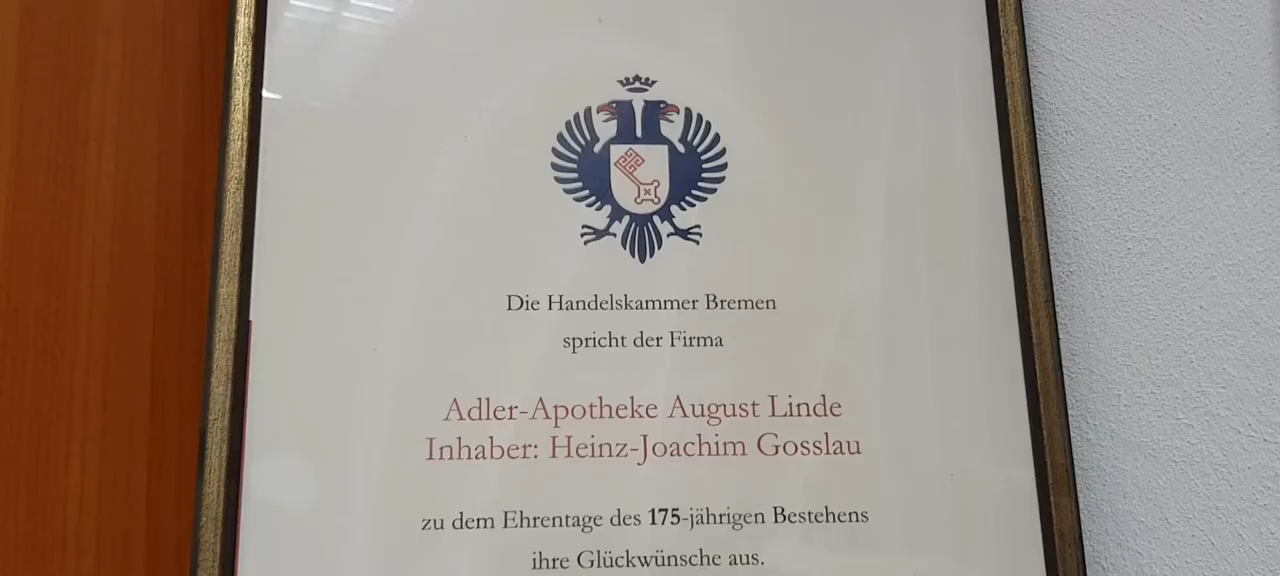 Die Handelskammer Bremen
spricht der Firma
Adler-Apotheke August Linde
Inhaber: Heinz-Joachim Gosslau
zu dem Ehrentage des 175-jährigen Bestehens
ihre Glückwünsche aus.